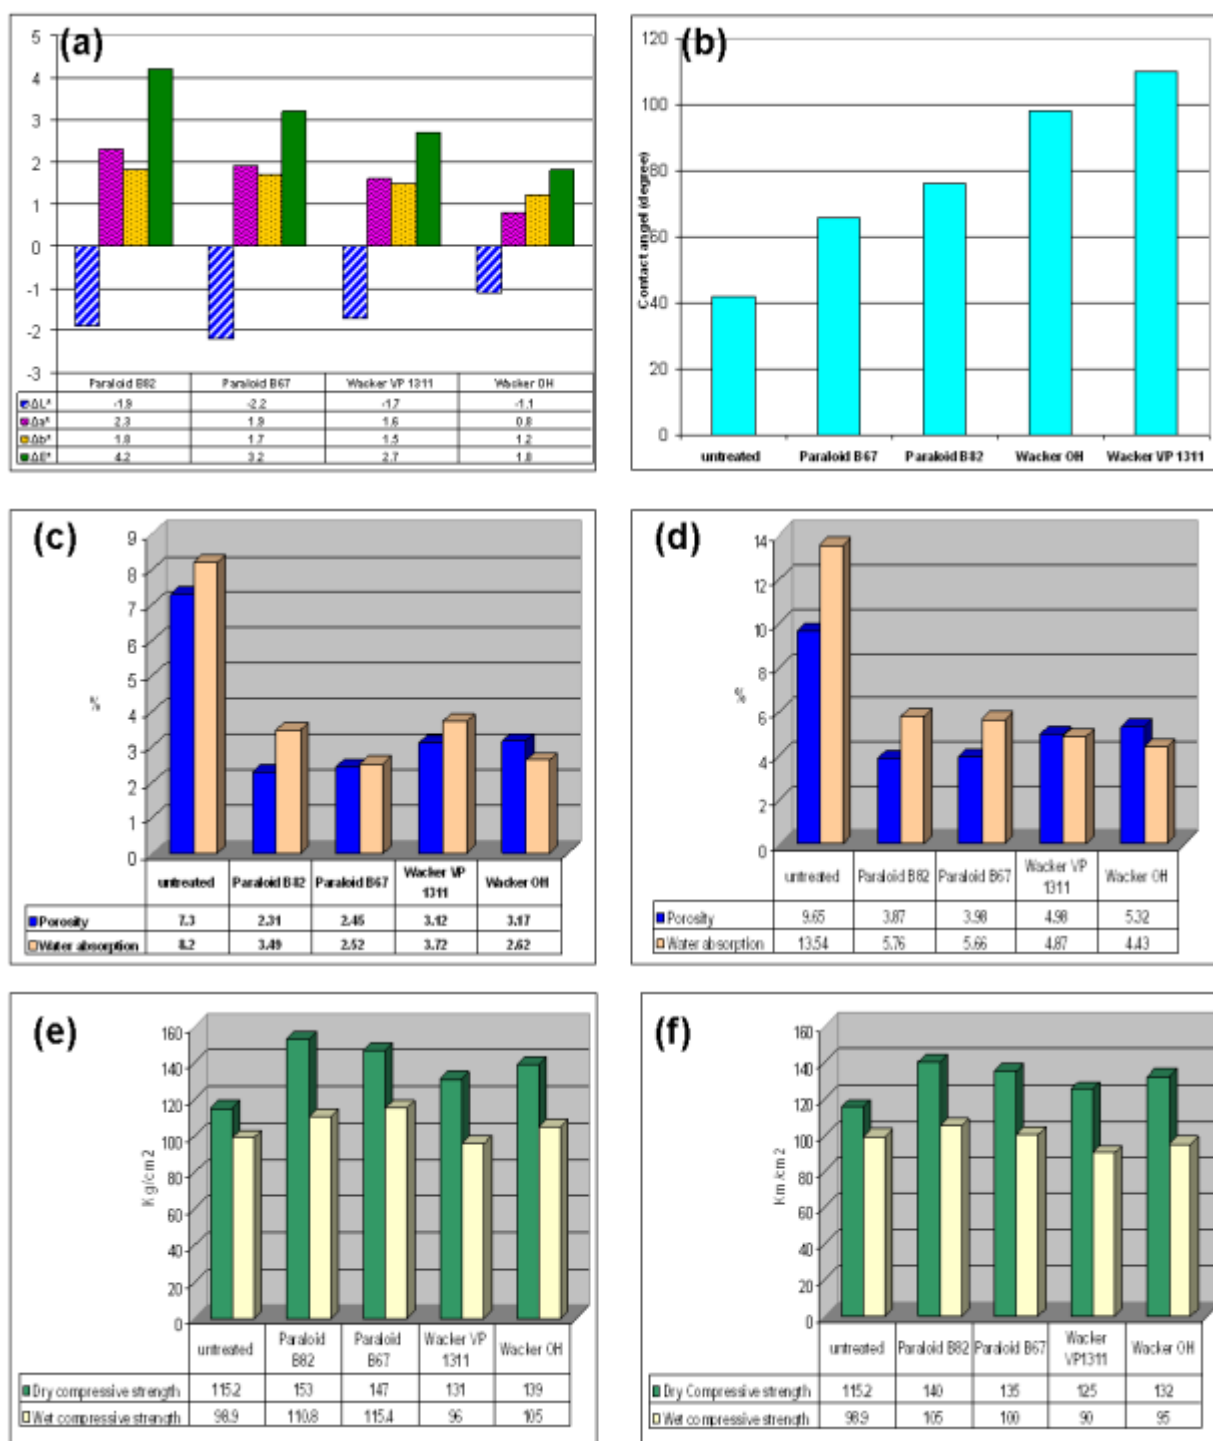 (a)
5
4
3
2
1
0
-1
-2
-3
Paraloid B82 Paraloid B67 Wacker VP 1311 Wacker OH
ΔL* -1.9 -2.2 -1.7 -1.1
Δa* 2.3 1.9 1.6 0.8
Δb* 1.8 1.7 1.5 1.2
ΔE* 4.2 3.2 2.7 1.8
(b)
Contact angel (degree)
120
100
80
60
40
20
0
untreated Paraloid B67 Paraloid B82 Wacker OH Wacker VP 1311
(c)
%
9
8
7
6
5
4
3
2
1
0
untreated Paraloid B82 Paraloid B67 Wacker VP 1311 Wacker OH
Porosity 7.3 2.31 2.45 3.12 3.17
Water absorption 8.2 3.49 2.52 3.72 2.62
(d)
%
14
12
10
8
6
4
2
0
untreated Paraloid B82 Paraloid B67 Wacker VP 1311 Wacker OH
Porosity 9.65 3.87 3.98 4.98 5.32
Water absorption 13.54 5.76 5.66 4.87 4.43
(e)
Kg/cm2
160
140
120
100
80
60
40
20
0
untreated Paraloid B82 Paraloid B67 Wacker VP 1311 Wacker OH
Dry compressive strength 115.2 153 147 131 139
Wet compressive strength 98.9 110.8 115.4 96 105
(f)
Km/cm2
160
140
120
100
80
60
40
20
0
untreated Paraloid B82 Paraloid B67 Wacker VP1311 Wacker OH
Dry Compressive strength 115.2 140 135 125 132
Wet compressive strength 98.9 105 100 90 95